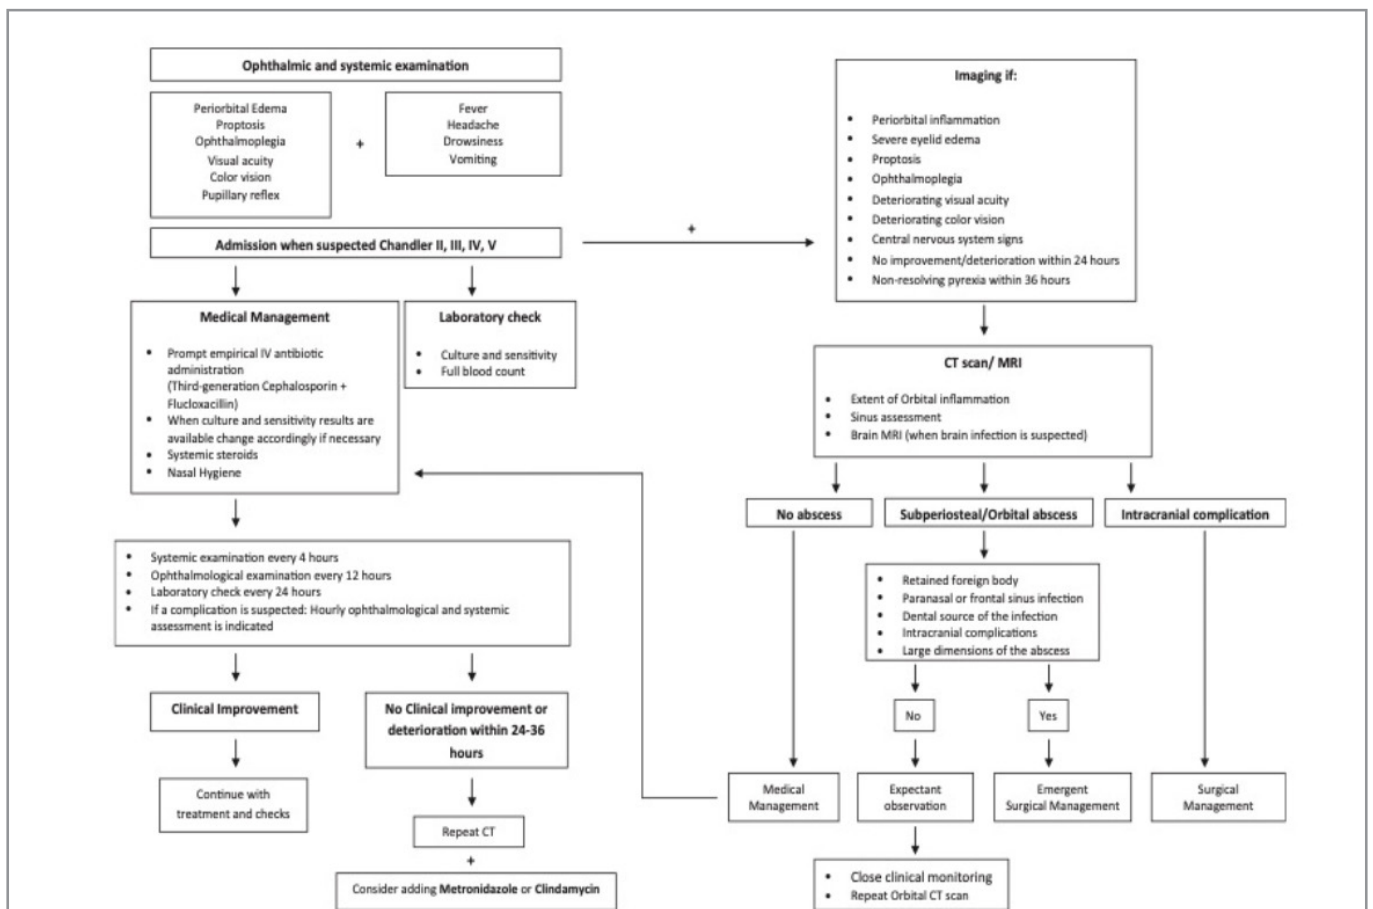 Ophthalmic and systemic examination
Periorbital Edema
Proptosis
Ophthalmoplegia
Visual acuity
Color vision
Pupillary reflex
+
Fever
Headache
Drowsiness
Vomiting
Admission when suspected Chandler II, III, IV, V
+
Medical Management
• Prompt empirical IV antibiotic
administration
(Third-generation Cephalosporin +
Flucloxacillin)
• When culture and sensitivity results are
available change accordingly if necessary
• Systemic steroids
• Nasal Hygiene
Laboratory check
• Culture and sensitivity
• Full blood count
• Systemic examination every 4 hours
• Ophthalmological examination every 12 hours
• Laboratory check every 24 hours
• If a complication is suspected: Hourly ophthalmological and systemic
assessment is indicated
Clinical Improvement
No Clinical improvement or
deterioration within 24-36
hours
Continue with
treatment and checks
Repeat CT
+
Consider adding Metronidazole or Clindamycin
Imaging if:
• Periorbital inflammation
• Severe eyelid edema
• Proptosis
• Ophthalmoplegia
• Deteriorating visual acuity
• Deteriorating color vision
• Central nervous system signs
• No improvement/deterioration within 24 hours
• Non-resolving pyrexia within 36 hours
CT scan/ MRI
• Extent of Orbital inflammation
• Sinus assessment
• Brain MRI (when brain infection is suspected)
No abscess
Subperiosteal/Orbital abscess
Intracranial complication
• Retained foreign body
• Paranasal or frontal sinus infection
• Dental source of the infection
• Intracranial complications
• Large dimensions of the abscess
No
Yes
Medical
Management
Expectant
observation
Emergent
Surgical Management
Surgical
Management
• Close clinical monitoring
• Repeat Orbital CT scan